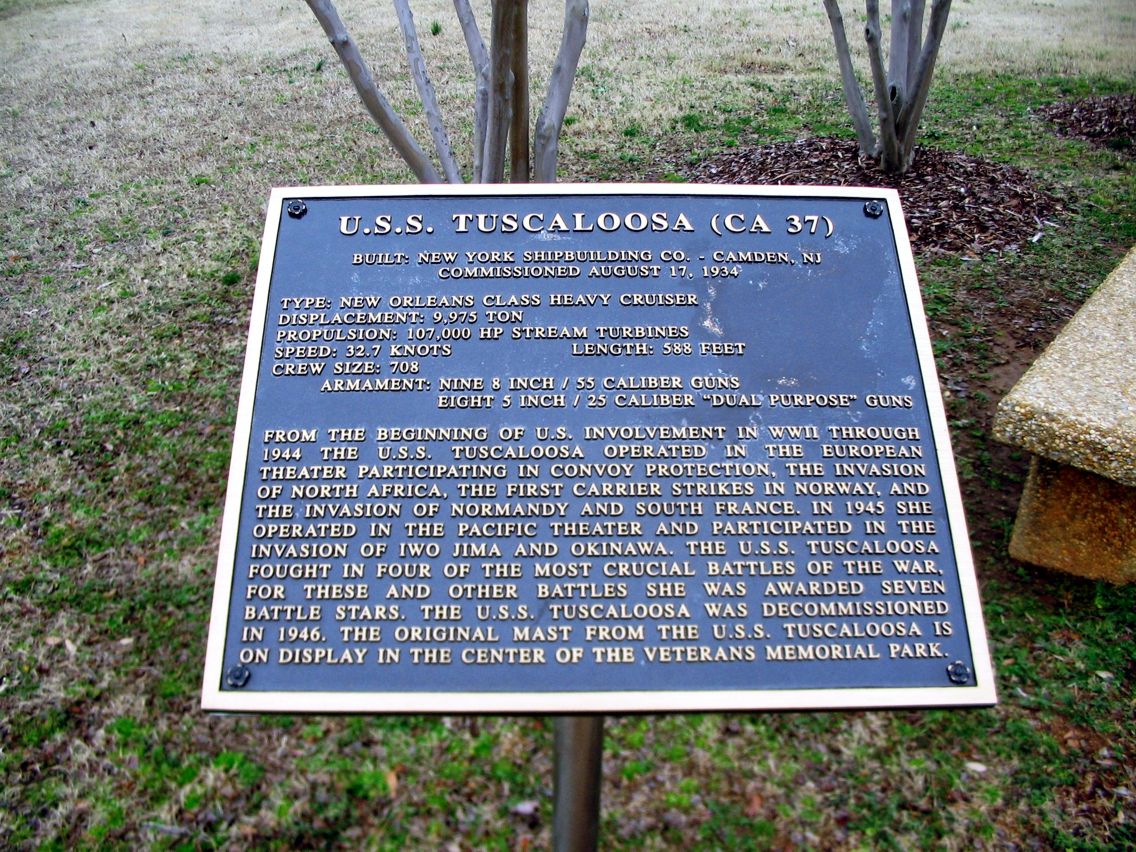 U.S.S. TUSCALOOSA (CA 37)
BUILT: NEW YORK SHIPBUILDING CO. - CAMDEN, NJ
COMMISSIONED AUGUST 17, 1934
TYPE: NEW ORLEANS CLASS HEAVY CRUISER
DISPLACEMENT: 9,975 TON
PROPULSION: 107,000 HP STREAM TURBINES
SPEED: 32.7 KNOTS LENGTH: 588 FEET
CREW SIZE: 708
ARMAMENT: NINE 8 INCH / 55 CALIBER GUNS
EIGHT 5 INCH / 25 CALIBER "DUAL PURPOSE" GUNS
FROM THE BEGINNING OF U.S. INVOLVEMENT IN WWII THROUGH
1944 THE U.S.S. TUSCALOOSA OPERATED IN THE EUROPEAN
THEATER PARTICIPATING IN CONVOY PROTECTION, THE INVASION
OF NORTH AFRICA, THE FIRST CARRIER STRIKES IN NORWAY, AND
THE INVASION OF NORMANDY AND SOUTH FRANCE. IN 1945 SHE
OPERATED IN THE PACIFIC THEATER AND PARTICIPATED IN THE
INVASION OF IWO JIMA AND OKINAWA. THE U.S.S. TUSCALOOSA
FOUGHT IN FOUR OF THE MOST CRUCIAL BATTLES OF THE WAR,
FOR THESE AND OTHER BATTLES SHE WAS AWARDED SEVEN
BATTLE STARS. THE U.S.S. TUSCALOOSA WAS DECOMMISSIONED
IN 1946. THE ORIGINAL MAST FROM THE U.S.S. TUSCALOOSA IS
ON DISPLAY IN THE CENTER OF THE VETERANS MEMORIAL PARK.